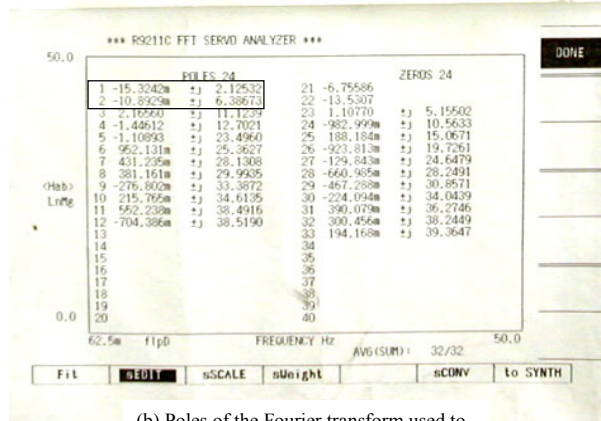 *** R9211C FFT SERVO ANALYZER ***
DONE
50.0
POLES 24 ZEROS 24
1 -15.3242m ±j 2.12532 21 -6.75586
2 -10.8929m ±j 6.38673 22 -13.5307
3 2.16560 ±j 11.1239 23 1.10770 ±j 5.15502
4 -1.44612 ±j 12.7021 24 -982.999m ±j 10.5633
5 -1.10893 ±j 23.4960 25 188.184m ±j 15.0671
6 952.131m ±j 25.3627 26 -923.813m ±j 19.7261
7 431.235m ±j 28.1308 27 -129.843m ±j 24.6479
8 381.161m ±j 29.9935 28 -660.985m ±j 28.2491
9 -276.802m ±j 33.3872 29 -467.288m ±j 30.8571
10 215.765m ±j 34.6135 30 -224.094m ±j 34.0439
11 552.238m ±j 38.4916 31 390.079m ±j 36.2746
12 -704.386m ±j 38.5190 32 300.456m ±j 38.2449
13 33 194.168m ±j 39.3647
14 34
15 35
16 36
17 37
18 38
19 39
20 40
<Hab>
LnMg
0.0
62.5m flpD FREQUENCY Hz 50.0
AVG(SUM): 32/32
Fit sEDIT sSCALE sWeight sCONV to SYNTH
(b) Poles of the Fourier transform used to